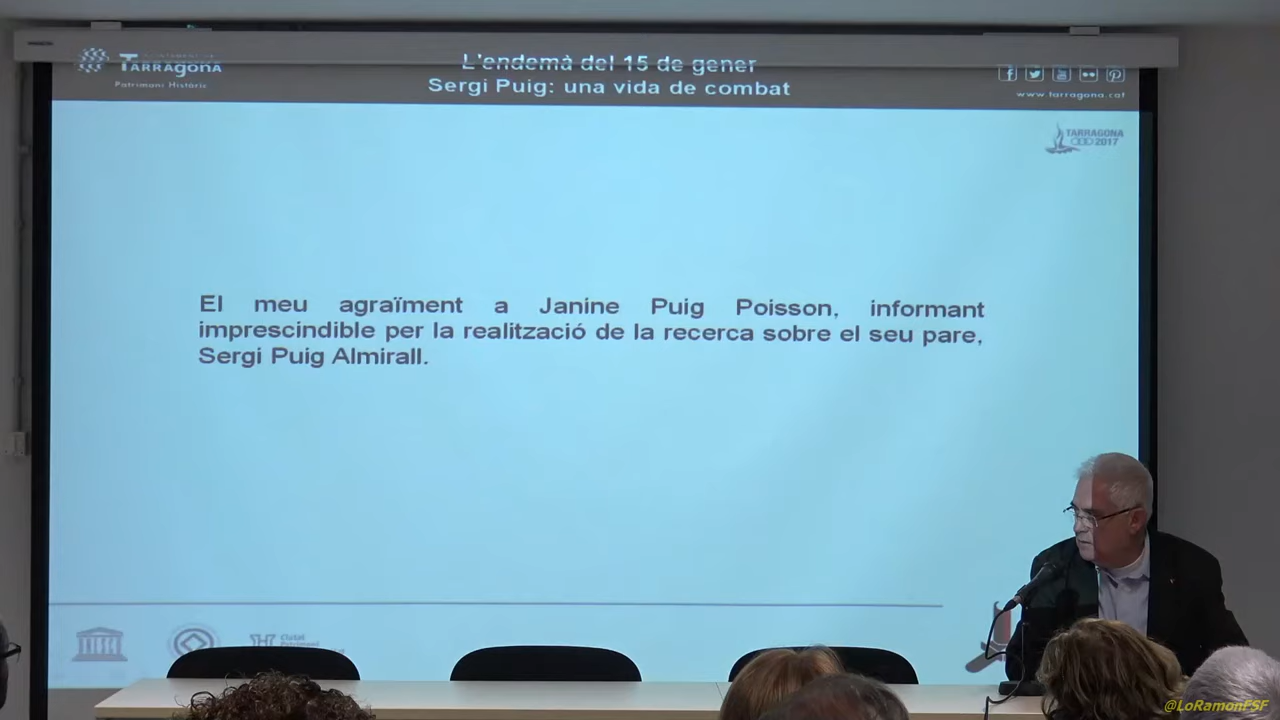 TARRAGONA
Patrimoni Històric
L'endemà del 15 de gener
Sergi Puig: una vida de combat
www.tarragona.cat
TARRAGONA
2017
El meu agraïment a Janine Puig Poisson, informant
imprescindible per la realització de la recerca sobre el seu pare,
Sergi Puig Almirall.
Ciutat
Patrimoni
@LoRamonFSF